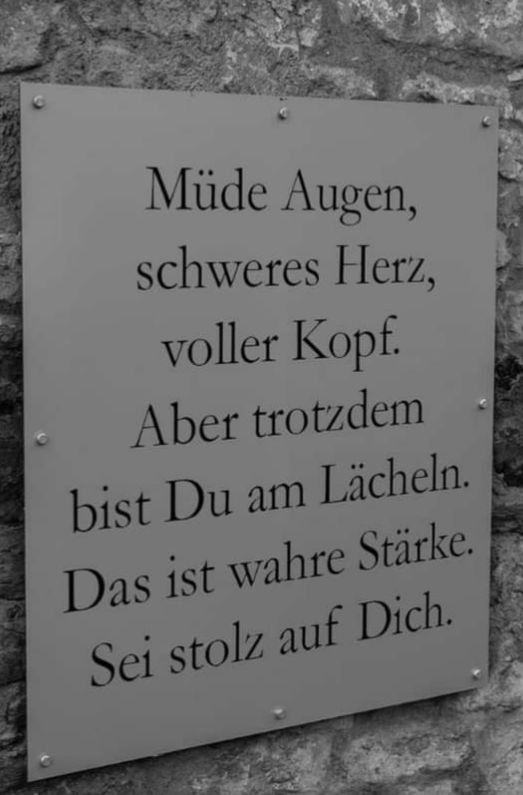 Müde Augen,
schweres Herz,
voller Kopf.
Aber trotzdem
bist Du am Lächeln.
Das ist wahre Stärke.
Sei stolz auf Dich.